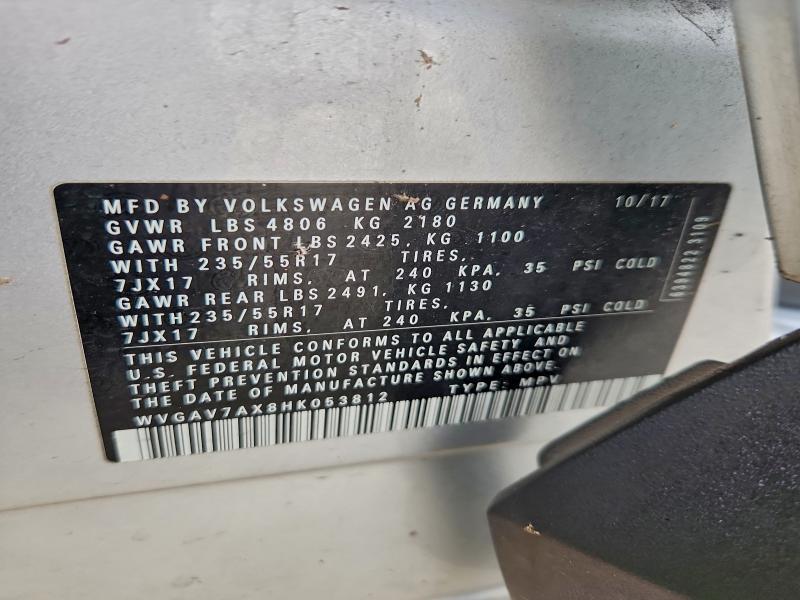 MFD BY VOLKSWAGEN AG GERMANY 10/17
GVWR LBS 4806 KG 2180
GAWR FRONT LBS 2425, KG 1100
WITH 235/55R17 TIRES,
7JX17 RIMS, AT 240 KPA, 35 PSI COLD
GAWR REAR LBS 2491, KG 1130
WITH 235/55R17 TIRES,
7JX17 RIMS, AT 240 KPA, 35 PSI COLD
THIS VEHICLE CONFORMS TO ALL APPLICABLE
U.S. FEDERAL MOTOR VEHICLE SAFETY AND
THEFT PREVENTION STANDARDS IN EFFECT ON
THE DATE OF MANUFACTURE SHOWN ABOVE.
WVGAV7AX8HK053812 TYPE: MPV